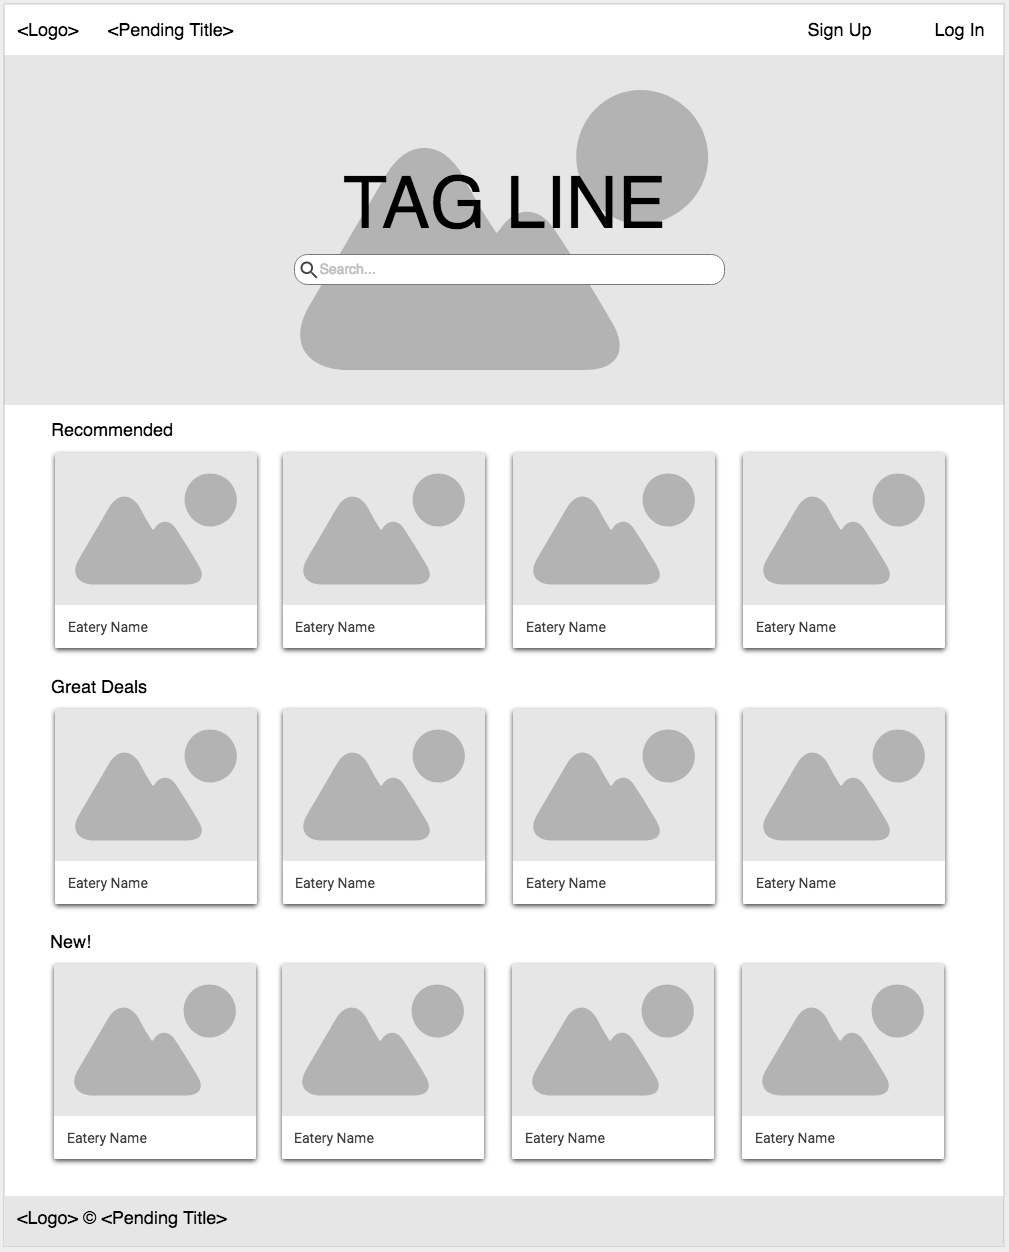 <Logo> <Pending Title> Sign Up Log In
TAG LINE
Search...
Recommended
Eatery Name Eatery Name Eatery Name Eatery Name
Great Deals
Eatery Name Eatery Name Eatery Name Eatery Name
New!
Eatery Name Eatery Name Eatery Name Eatery Name
<Logo> © <Pending Title>